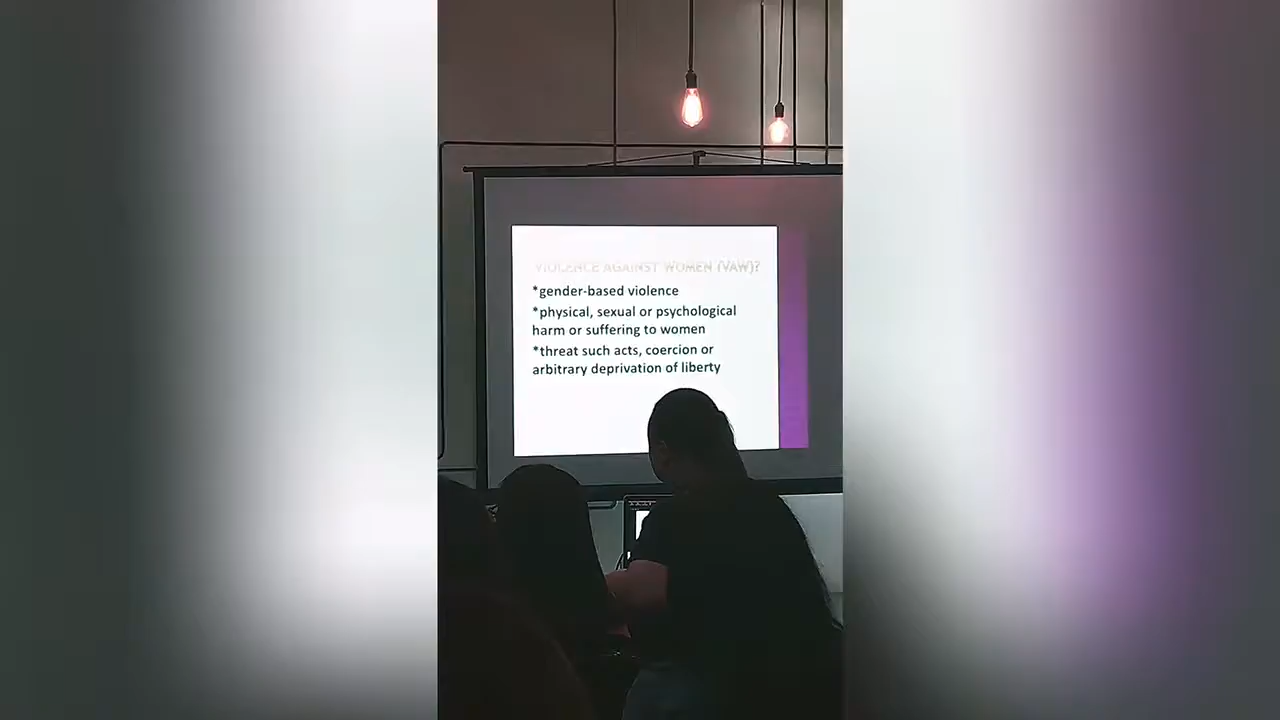 VIOLENCE AGAINST WOMEN (VAW)?
*gender-based violence
*physical, sexual or psychological
harm or suffering to women
*threat such acts, coercion or
arbitrary deprivation of liberty